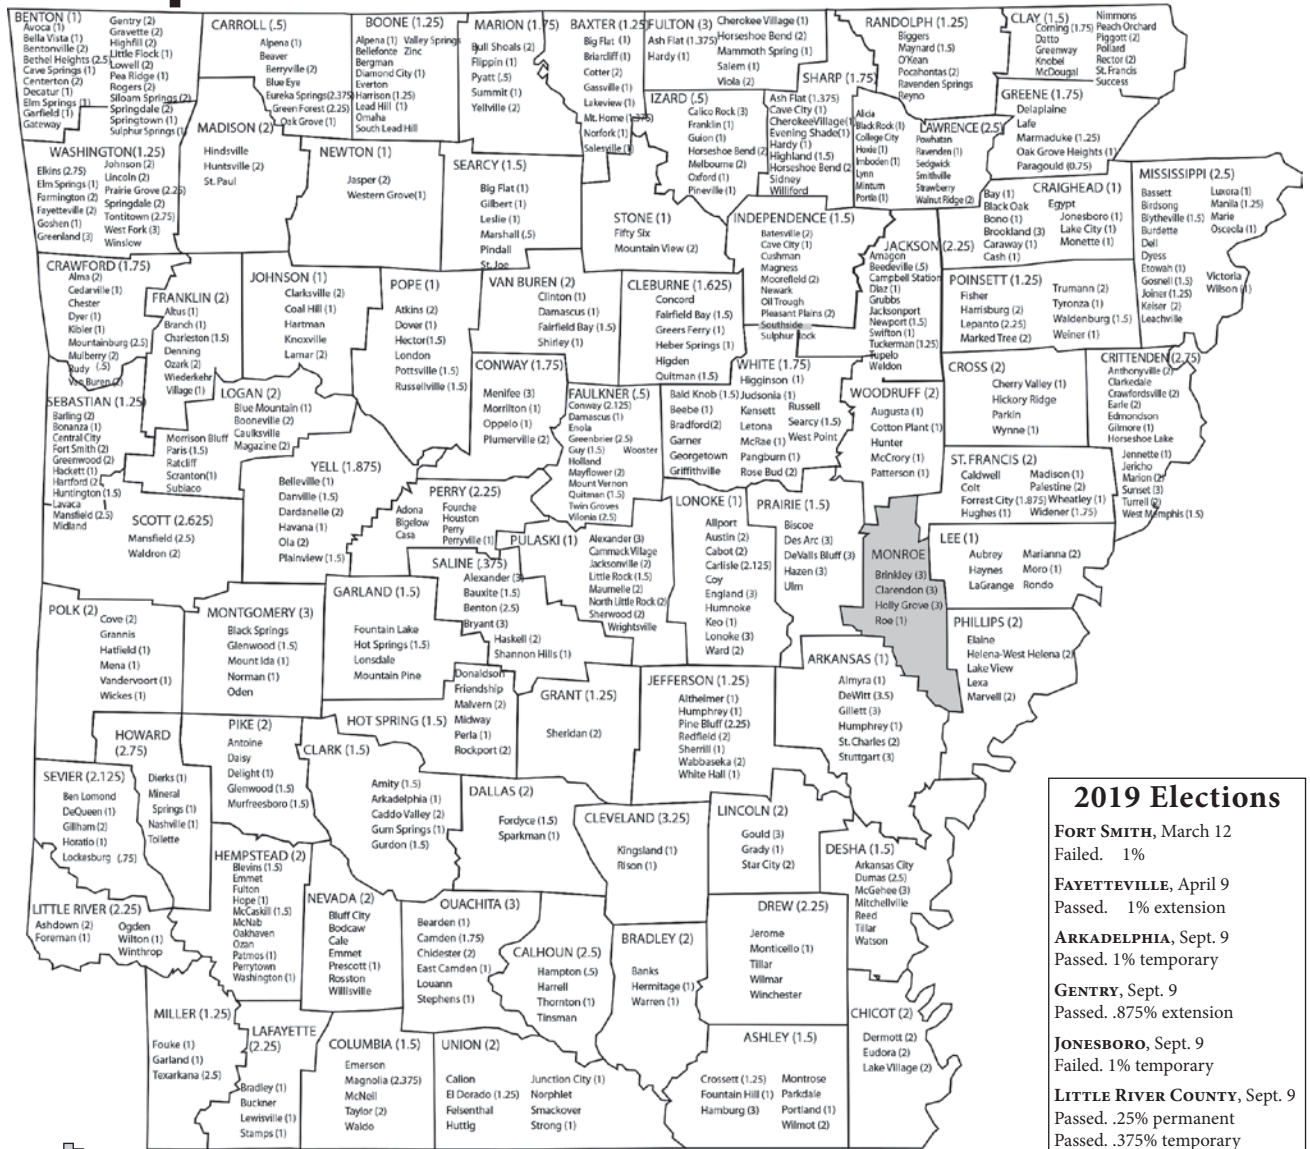 BENTON (1)
Avoca (1)
Bella Vista (1)
Bentonville (2)
Bethel Heights (2.5)
Cave Springs (1)
Centerton (2)
Decatur (1)
Elm Springs (1)
Garfield (1)
Gateway
Gentry (2)
Gravette (2)
Highfill (2)
Little Flock (1)
Lowell (2)
Pea Ridge (1)
Rogers (2)
Siloam Springs (2)
Springdale (2)
Springtown (1)
Sulphur Springs (1)
CARROLL (.5)
Alpena (1)
Beaver
Berryville (2)
Blue Eye
Eureka Springs(2.375)
Green Forest (2.25)
Oak Grove (1)
BOONE (1.25)
Alpena (1) Valley Springs
Bellefonte Zinc
Bergman
Diamond City (1)
Everton
Harrison (1.25)
Lead Hill (1)
Omaha
South Lead Hill
MARION (1.75)
Bull Shoals (2)
Flippin (1)
Pyatt (.5)
Summit (1)
Yellville (2)
BAXTER (1.25)
Big Flat (1)
Briarcliff (1)
Cotter (2)
Gassville (1)
Lakeview (1)
Mt. Home (1.375)
Norfork (1)
Salesville (1)
FULTON (3)
Ash Flat (1.375)
Hardy (1)
Cherokee Village (1)
Horseshoe Bend (2)
Mammoth Spring (1)
Salem (1)
Viola (2)
SHARP (1.75)
Ash Flat (1.375)
Cave City (1)
CherokeeVillage(1)
Evening Shade(1)
Hardy (1)
Highland (1.5)
Horseshoe Bend (2)
Sidney
Williford
RANDOLPH (1.25)
Biggers
Maynard (1.5)
O'Kean
Pocahontas (2)
Ravenden Springs
Reyno
CLAY (1.5)
Corning (1.75)
Datto
Greenway
Knobel
McDougal
Nimmons
Peach Orchard
Piggott (2)
Pollard
Rector (2)
St. Francis
Success
GREENE (1.75)
Delaplaine
Lafe
Marmaduke (1.25)
Oak Grove Heights (1)
Paragould (0.75)
IZARD (.5)
Calico Rock (3)
Franklin (1)
Guion (1)
Horseshoe Bend (2)
Melbourne (2)
Oxford (1)
Pineville (1)
LAWRENCE (2.5)
Alicia
Black Rock (1)
College City
Hoxie (1)
Imboden (1)
Lynn
Minturn
Portia (1)
Powhatan
Ravenden (1)
Sedgwick
Smithville
Strawberry
Walnut Ridge (2)
WASHINGTON(1.25)
Elkins (2.75)
Elm Springs (1)
Farmington (2)
Fayetteville (2)
Goshen (1)
Greenland (3)
Johnson (2)
Lincoln (2)
Prairie Grove (2.25)
Springdale (2)
Tontitown (2.75)
West Fork (3)
Winslow
MADISON (2)
Hindsville
Huntsville (2)
St. Paul
NEWTON (1)
Jasper (2)
Western Grove(1)
SEARCY (1.5)
Big Flat (1)
Gilbert (1)
Leslie (1)
Marshall (.5)
Pindall
St. Joe
STONE (1)
Fifty Six
Mountain View (2)
INDEPENDENCE (1.5)
Batesville (2)
Cave City (1)
Cushman
Magness
Moorefield (2)
Newark
Oil Trough
Pleasant Plains (2)
Southside
Sulphur Rock
JACKSON (2.25)
Amagon
Beedeville (.5)
Campbell Station
Diaz (1)
Grubbs
Jacksonport
Newport (1.5)
Swifton (1)
Tuckerman (1.25)
Tupelo
Weldon
CRAIGHEAD (1)
Bay (1)
Black Oak
Bono (1)
Brookland (3)
Caraway (1)
Cash (1)
Egypt
Jonesboro (1)
Lake City (1)
Monette (1)
MISSISSIPPI (2.5)
Bassett
Birdsong
Blytheville (1.5)
Burdette
Dell
Dyess
Etowah (1)
Gosnell (1.5)
Joiner (1.25)
Keiser (2)
Leachville
Luxora (1)
Manila (1.25)
Marie
Osceola (1)
Victoria
Wilson (1)
CRAWFORD (1.75)
Alma (2)
Cedarville (1)
Chester
Dyer (1)
Kibler (1)
Mountainburg (2.5)
Mulberry (2)
Rudy (.5)
Van Buren (2)
FRANKLIN (2)
Altus (1)
Branch (1)
Charleston (1.5)
Denning
Ozark (2)
Wiederkehr
Village (1)
JOHNSON (1)
Clarksville (2)
Coal Hill (1)
Hartman
Knoxville
Lamar (2)
POPE (1)
Atkins (2)
Dover (1)
Hector(1.5)
London
Pottsville (1.5)
Russellville (1.5)
VAN BUREN (2)
Clinton (1)
Damascus (1)
Fairfield Bay (1.5)
Shirley (1)
CLEBURNE (1.625)
Concord
Fairfield Bay (1.5)
Greers Ferry (1)
Heber Springs (1)
Higden
Quitman (1.5)
POINSETT (1.25)
Fisher
Harrisburg (2)
Lepanto (2.25)
Marked Tree (2)
Trumann (2)
Tyronza (1)
Waldenburg (1.5)
Weiner (1)
CONWAY (1.75)
Menifee (3)
Morrilton (1)
Oppelo (1)
Plumerville (2)
WHITE (1.75)
Bald Knob (1.5)
Beebe (1)
Bradford(2)
Garner
Georgetown
Griffithville
Higginson (1)
Judsonia (1)
Kensett
Letona
McRae (1)
Pangburn (1)
Rose Bud (2)
Russell
Searcy (1.5)
West Point
CROSS (2)
Cherry Valley (1)
Hickory Ridge
Parkin
Wynne (1)
CRITTENDEN(2.75)
Anthonyville (2)
Clarkedale
Crawfordsville (2)
Earle (2)
Edmondson
Gilmore (1)
Horseshoe Lake
Jennette (1)
Jericho
Marion (2)
Sunset (3)
Turrell (2)
West Memphis (1.5)
SEBASTIAN (1.25)
Barling (2)
Bonanza (1)
Central City
Fort Smith (2)
Greenwood (2)
Hackett (1)
Hartford (2)
Huntington (1.5)
Lavaca
Mansfield (2.5)
Midland
LOGAN (2)
Blue Mountain (1)
Booneville (2)
Caulksville
Magazine (2)
Morrison Bluff
Paris (1.5)
Ratcliff
Scranton(1)
Subiaco
FAULKNER (.5)
Conway (2.125)
Damascus (1)
Enola
Greenbrier (2.5)
Guy (1.5) Wooster
Holland
Mayflower (2)
Mount Vernon
Quitman (1.5)
Twin Groves
Vilonia (2.5)
WOODRUFF (2)
Augusta (1)
Cotton Plant (1)
Hunter
McCrory (1)
Patterson (1)
ST. FRANCIS (2)
Caldwell
Colt
Forrest City (1.875)
Hughes (1)
Madison (1)
Palestine (2)
Wheatley (1)
Widener (1.75)
YELL (1.875)
Belleville (1)
Danville (1.5)
Dardanelle (2)
Havana (1)
Ola (2)
Plainview (1.5)
PERRY (2.25)
Adona
Bigelow
Casa
Fourche
Houston
Perry
Perryville (1)
SCOTT (2.625)
Mansfield (2.5)
Waldron (2)
PULASKI (1)
Alexander (3)
Cammack Village
Jacksonville (2)
Little Rock (1.5)
Maumelle (2)
North Little Rock (2)
Sherwood (2)
Wrightsville
LONOKE (1)
Allport
Austin (2)
Cabot (2)
Carlisle (2.125)
Coy
England (3)
Humnoke
Keo (1)
Lonoke (3)
Ward (2)
PRAIRIE (1.5)
Biscoe
Des Arc (3)
DeValls Bluff (3)
Hazen (3)
Ulm
MONROE
Brinkley (3)
Clarendon (3)
Holly Grove (3)
Roe (1)
LEE (1)
Aubrey
Haynes
LaGrange
Marianna (2)
Moro (1)
Rondo
PHILLIPS (2)
Elaine
Helena-West Helena (2)
Lake View
Lexa
Marvell (2)
SALINE (.375)
Alexander (3)
Bauxite (1.5)
Benton (2.5)
Bryant (3)
Haskell (2)
Shannon Hills (1)
GARLAND (1.5)
Fountain Lake
Hot Springs (1.5)
Lonsdale
Mountain Pine
POLK (2)
Cove (2)
Grannis
Hatfield (1)
Mena (1)
Vandervoort (1)
Wickes (1)
MONTGOMERY (3)
Black Springs
Glenwood (1.5)
Mount Ida (1)
Norman (1)
Oden
HOT SPRING (1.5)
Donaldson
Friendship
Malvern (2)
Midway
Perla (1)
Rockport (2)
GRANT (1.25)
Sheridan (2)
JEFFERSON (1.25)
Altheimer (1)
Humphrey (1)
Pine Bluff (2.25)
Redfield (2)
Sherrill (1)
Wabbaseka (2)
White Hall (1)
ARKANSAS (1)
Almyra (1)
DeWitt (3.5)
Gillett (3)
Humphrey (1)
St. Charles (2)
Stuttgart (3)
HOWARD
(2.75)
Dierks (1)
Mineral
Springs (1)
Nashville (1)
Tollette
PIKE (2)
Antoine
Daisy
Delight (1)
Glenwood (1.5)
Murfreesboro (1.5)
CLARK (1.5)
Amity (1.5)
Arkadelphia (1)
Caddo Valley (2)
Gum Springs (1)
Gurdon (1.5)
SEVIER (2.125)
Ben Lomond
DeQueen (1)
Gillham (2)
Horatio (1)
Lockesburg (.75)
DALLAS (2)
Fordyce (1.5)
Sparkman (1)
CLEVELAND (3.25)
Kingsland (1)
Rison (1)
LINCOLN (2)
Gould (3)
Grady (1)
Star City (2)
DESHA (1.5)
Arkansas City
Dumas (2.5)
McGehee (3)
Mitchellville
Reed
Tillar
Watson
HEMPSTEAD (2)
Blevins (1.5)
Emmet
Fulton
Hope (1)
McCaskill (1.5)
McNab
Oakhaven
Ozan
Patmos (1)
Perrytown
Washington (1)
NEVADA (2)
Bluff City
Bodcaw
Cale
Emmet
Prescott (1)
Rosston
Willisville
OUACHITA (3)
Bearden (1)
Camden (1.75)
Chidester (2)
East Camden (1)
Louann
Stephens (1)
LITTLE RIVER (2.25)
Ashdown (2)
Foreman (1)
Ogden
Wilton (1)
Winthrop
CALHOUN (2.5)
Hampton (.5)
Harrell
Thornton (1)
Tinsman
BRADLEY (2)
Banks
Hermitage (1)
Warren (1)
DREW (2.25)
Jerome
Monticello (1)
Tillar
Wilmar
Winchester
MILLER (1.25)
Fouke (1)
Garland (1)
Texarkana (2.5)
LAFAYETTE
(2.25)
Bradley (1)
Buckner
Lewisville (1)
Stamps (1)
COLUMBIA (1.5)
Emerson
Magnolia (2.375)
McNeil
Taylor (2)
Waldo
UNION (2)
Calion
El Dorado (1.25)
Felsenthal
Huttig
Junction City (1)
Norphlet
Smackover
Strong (1)
ASHLEY (1.5)
Crossett (1.25)
Fountain Hill (1)
Hamburg (3)
Montrose
Parkdale
Portland (1)
Wilmot (2)
CHICOT (2)
Dermott (2)
Eudora (2)
Lake Village (2)
2019 Elections
FORT SMITH, March 12
Failed. 1%
FAYETTEVILLE, April 9
Passed. 1% extension
ARKADELPHIA, Sept. 9
Passed. 1% temporary
GENTRY, Sept. 9
Passed. .875% extension
JONESBORO, Sept. 9
Failed. 1% temporary
LITTLE RIVER COUNTY, Sept. 9
Passed. .25% permanent
Passed. .375% temporary